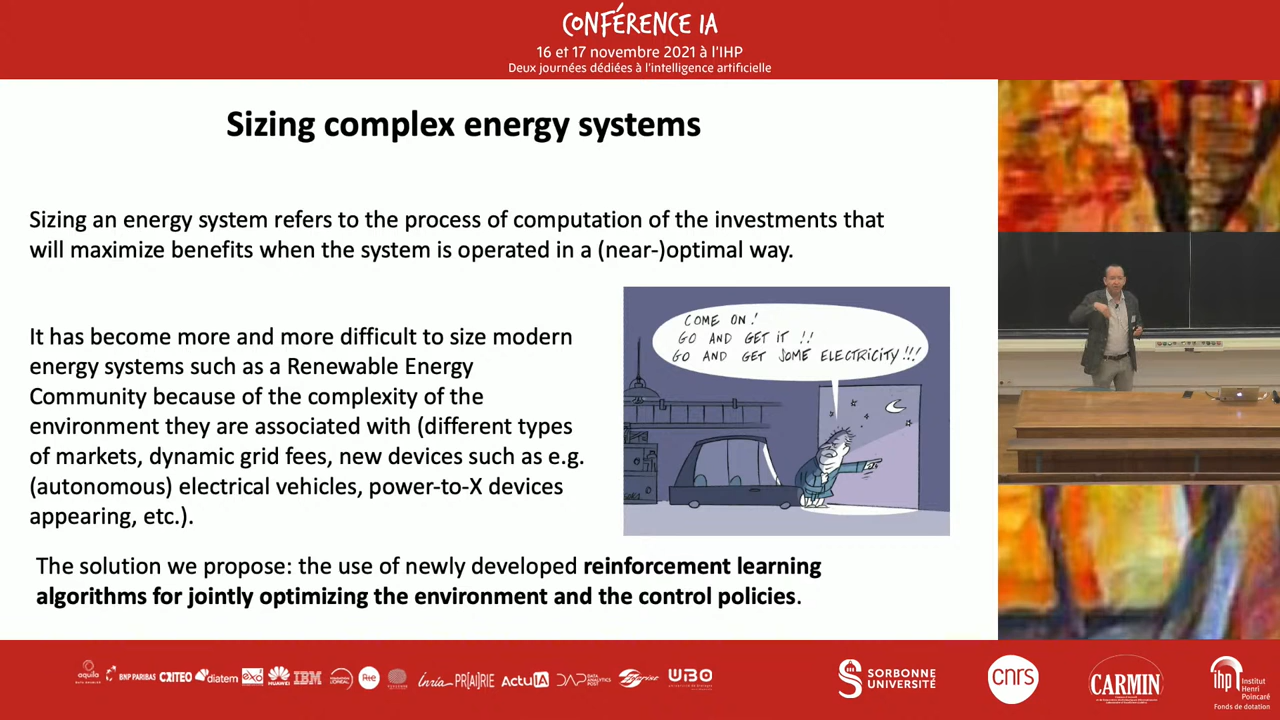 CONFÉRENCE IA
16 et 17 novembre 2021 à l'IHP
Deux journées dédiées à l'intelligence artificielle
Sizing complex energy systems
Sizing an energy system refers to the process of computation of the investments that
will maximize benefits when the system is operated in a (near-)optimal way.
It has become more and more difficult to size modern
energy systems such as a Renewable Energy
Community because of the complexity of the
environment they are associated with (different types
of markets, dynamic grid fees, new devices such as e.g.
(autonomous) electrical vehicles, power-to-X devices
appearing, etc.).
COME ON!
GO AND GET IT !!
GO AND GET SOME ELECTRICITY!!!
The solution we propose: the use of newly developed reinforcement learning
algorithms for jointly optimizing the environment and the control policies.
aquila
BNP PARIBAS
CRITEO
diatem
exo
HUAWEI
IBM
Rte
Inria
PR[AI]RIE
ActuIA
DAP DATA ANALYTICS POST
SORBONNE
UNIVERSITÉ
cnrs
CARMIN
ihp
Institut
Henri
Poincaré
Fonds de dotation